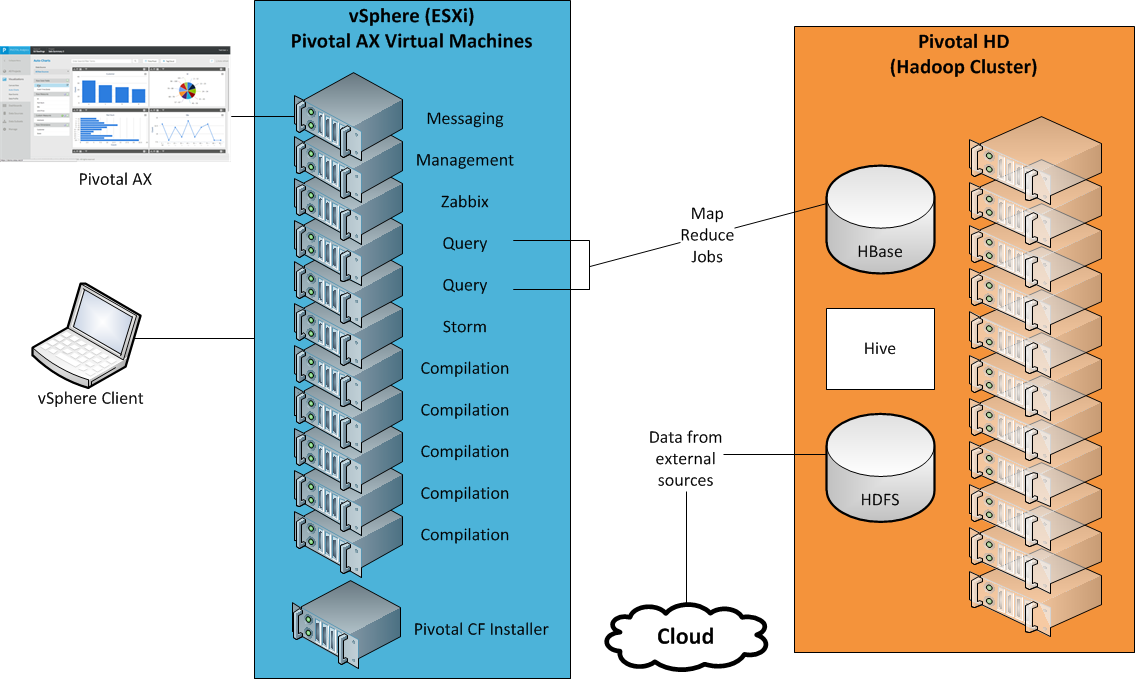 vSphere (ESXi)
Pivotal AX Virtual Machines
Pivotal HD
(Hadoop Cluster)
Pivotal AX
vSphere Client
Messaging
Management
Zabbix
Query
Query
Storm
Compilation
Compilation
Compilation
Compilation
Compilation
Pivotal CF Installer
Map
Reduce
Jobs
Data from
external
sources
Cloud
HBase
Hive
HDFS